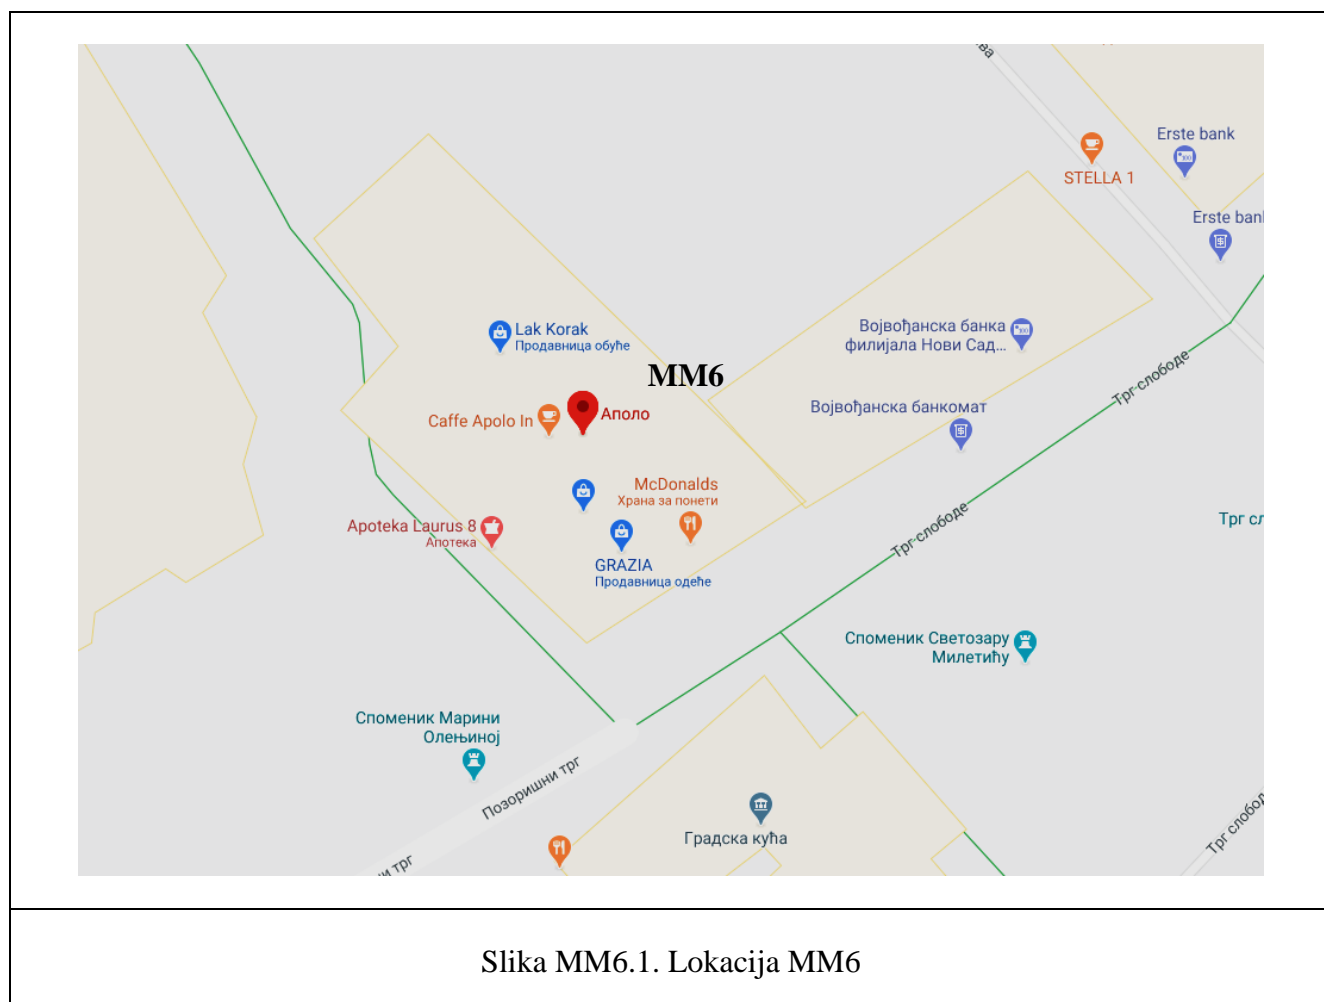 Erste bank
STELLA 1
Erste banl
Lak Korak
Продавница обуће
Војвођанска банка
филијала Нови Сад...
MM6
Трг слободе
Caffe Apolo In
Аполо
Војвођанска банкомат
McDonalds
Храна за понети
Apoteka Laurus 8
Апотека
Трг слободе
Трг сл
GRAZIA
Продавница одеће
Споменик Светозару
Милетићу
Споменик Марини
Олењиној
Позоришни трг
Градска кућа
Трг слобод
ни трг
Slika MM6.1. Lokacija MM6